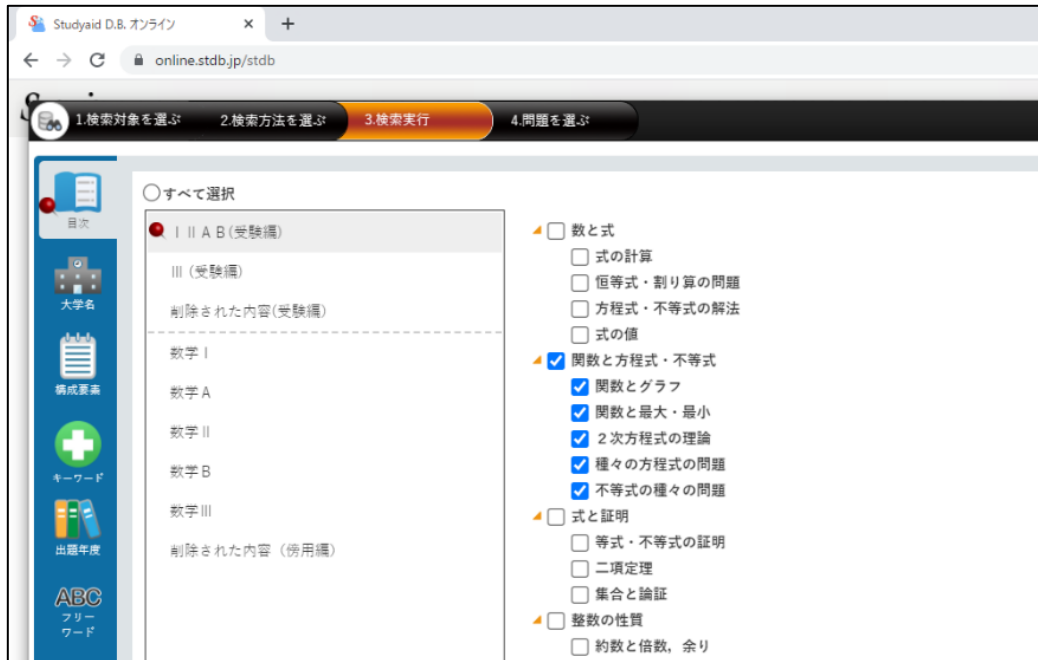 Studyaid D.B. オンライン
online.stdb.jp/stdb
1.検索対象を選ぶ 2.検索方法を選ぶ 3.検索実行 4.問題を選ぶ
目次
大学名
構成要素
キーワード
出題年度
ABC
フリー
ワード
すべて選択
I II A B(受験編)
III (受験編)
削除された内容(受験編)
数学 I
数学 A
数学 II
数学 B
数学 III
削除された内容（傍用編）
数と式
式の計算
恒等式・割り算の問題
方程式・不等式の解法
式の値
関数と方程式・不等式
関数とグラフ
関数と最大・最小
２次方程式の理論
種々の方程式の問題
不等式の種々の問題
式と証明
等式・不等式の証明
二項定理
集合と論証
整数の性質
約数と倍数，余り